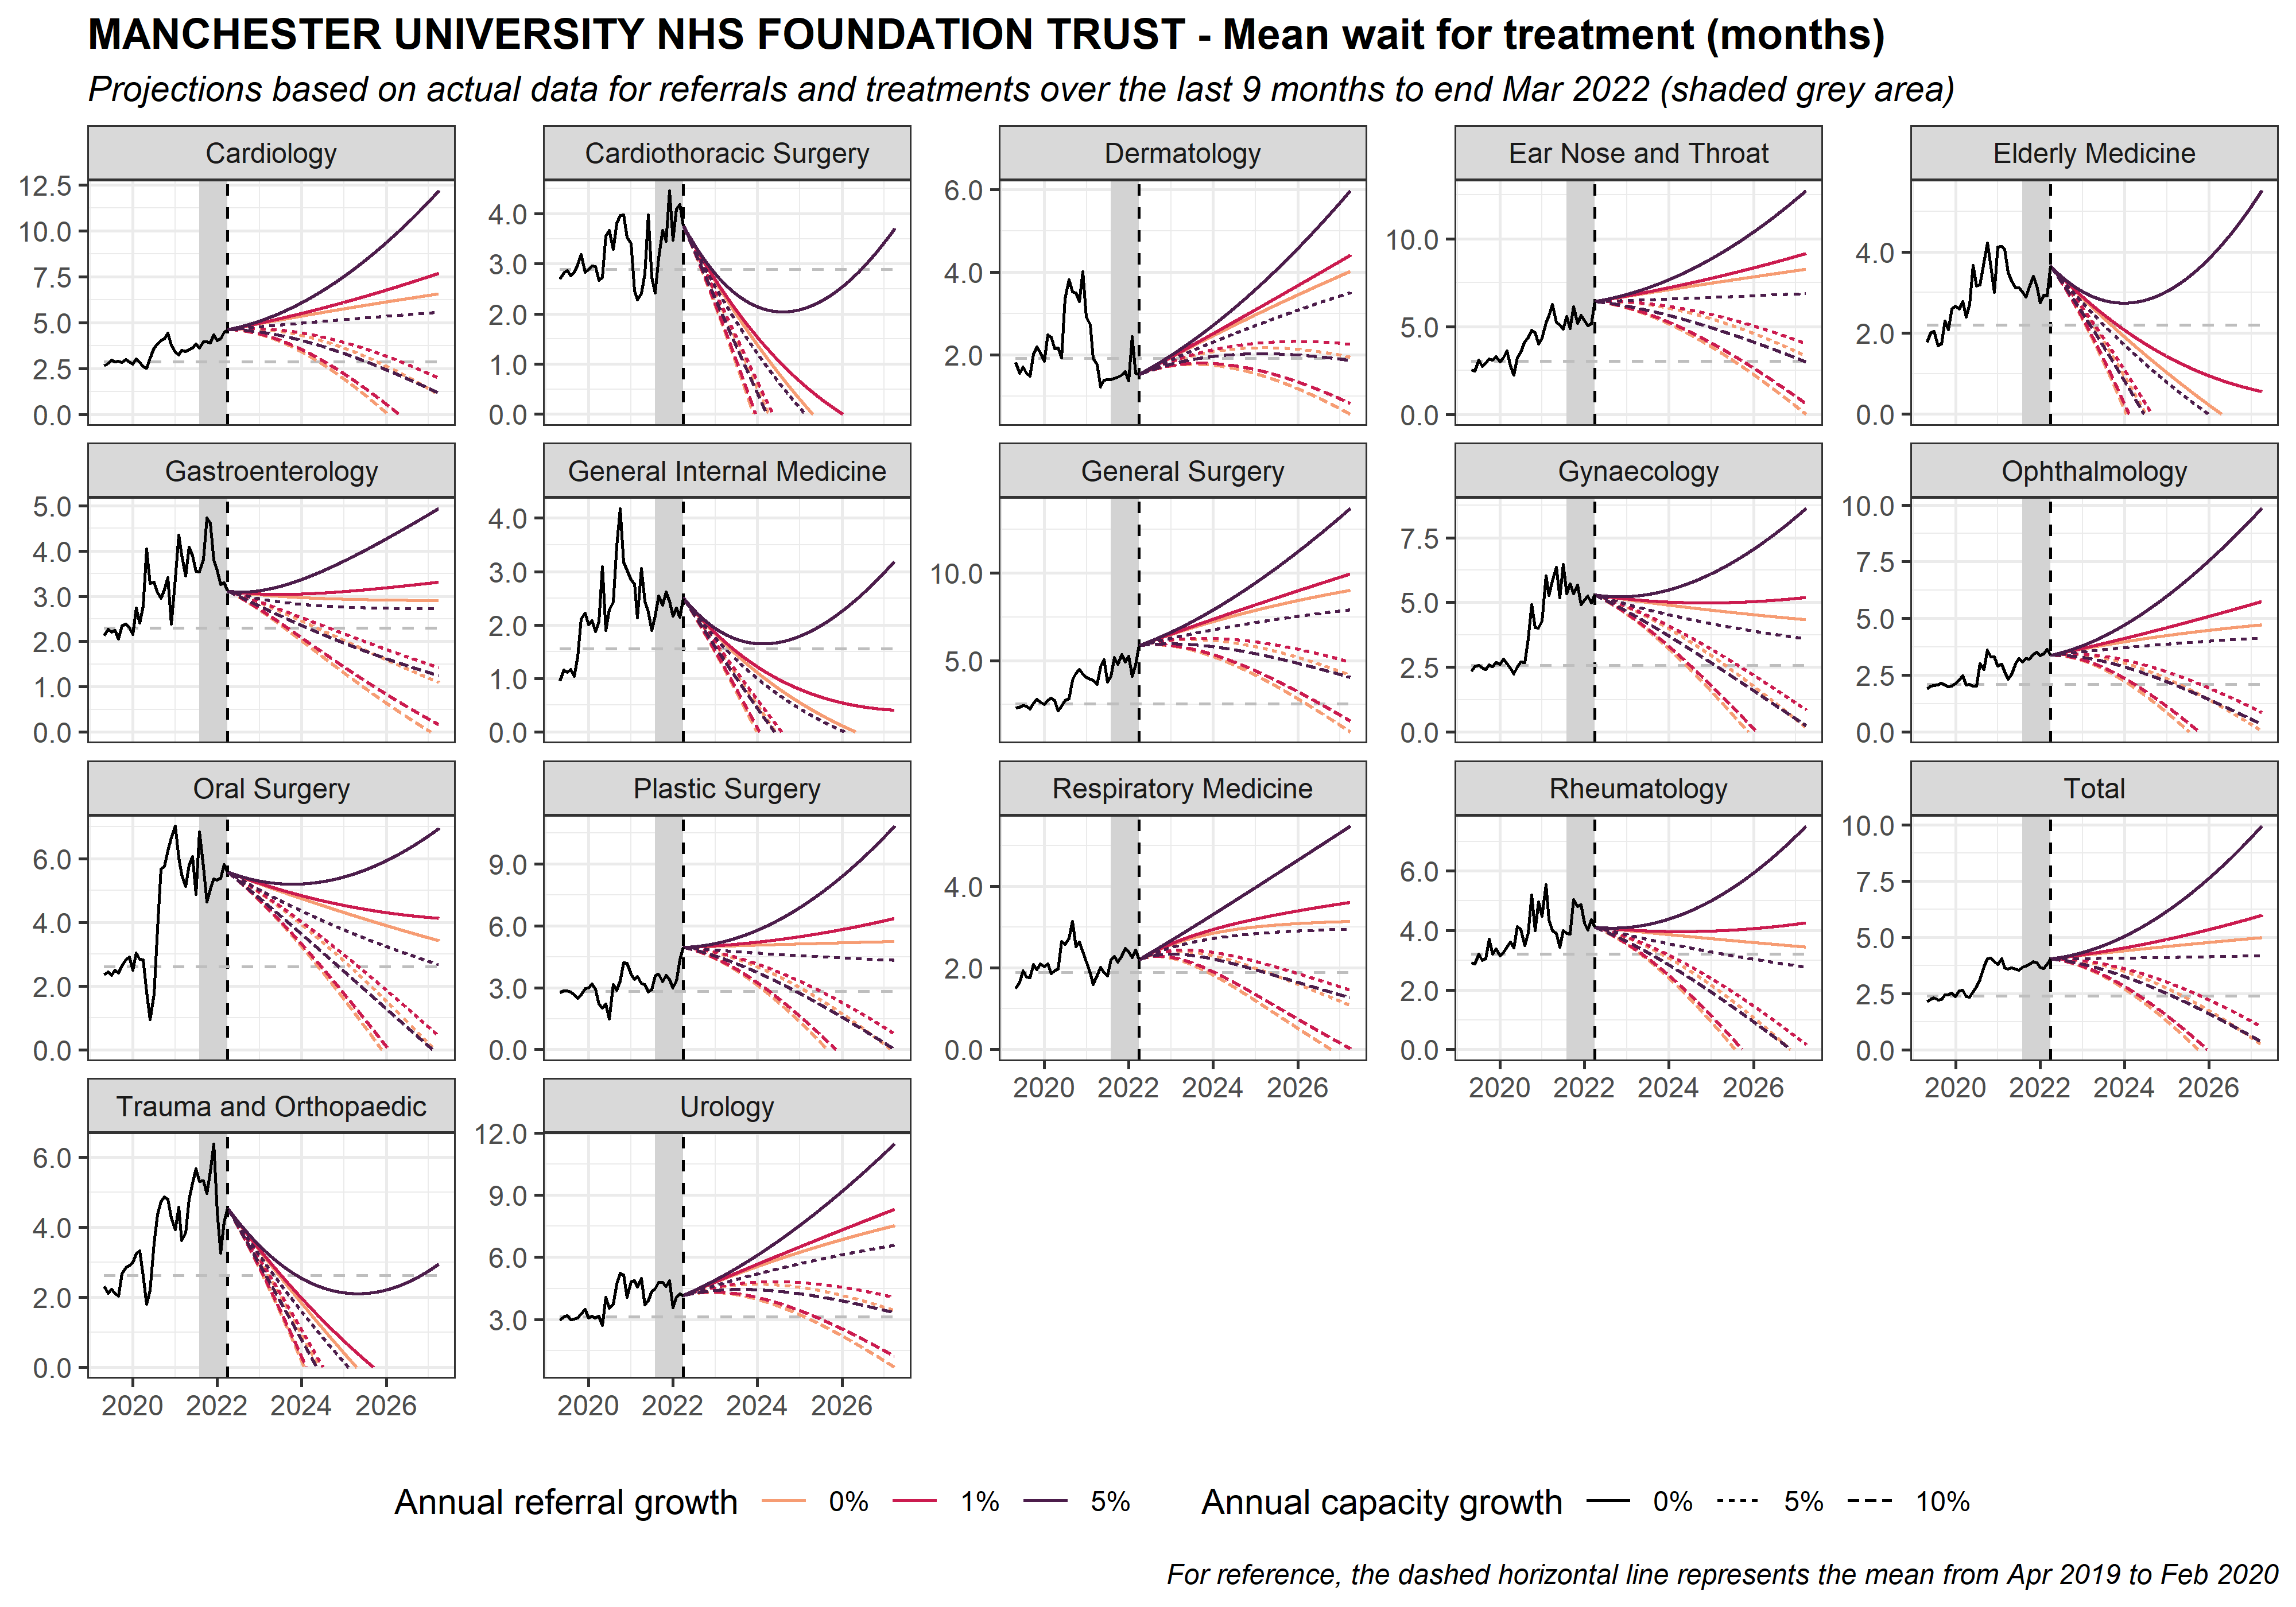 MANCHESTER UNIVERSITY NHS FOUNDATION TRUST - Mean wait for treatment (months)
Projections based on actual data for referrals and treatments over the last 9 months to end Mar 2022 (shaded grey area)
Cardiology
12.5
10.0
7.5
5.0
2.5
0.0
Cardiothoracic Surgery
4.0
3.0
2.0
1.0
0.0
Dermatology
6.0
4.0
2.0
Ear Nose and Throat
10.0
5.0
0.0
Elderly Medicine
4.0
2.0
0.0
Gastroenterology
5.0
4.0
3.0
2.0
1.0
0.0
General Internal Medicine
4.0
3.0
2.0
1.0
0.0
General Surgery
10.0
5.0
Gynaecology
7.5
5.0
2.5
0.0
Ophthalmology
10.0
7.5
5.0
2.5
0.0
Oral Surgery
6.0
4.0
2.0
0.0
Plastic Surgery
9.0
6.0
3.0
0.0
Respiratory Medicine
4.0
2.0
0.0
2020 2022 2024 2026
Rheumatology
6.0
4.0
2.0
0.0
2020 2022 2024 2026
Total
10.0
7.5
5.0
2.5
0.0
2020 2022 2024 2026
Trauma and Orthopaedic
6.0
4.0
2.0
0.0
2020 2022 2024 2026
Urology
12.0
9.0
6.0
3.0
2020 2022 2024 2026
Annual referral growth 0% 1% 5% Annual capacity growth 0% 5% 10%
For reference, the dashed horizontal line represents the mean from Apr 2019 to Feb 2020